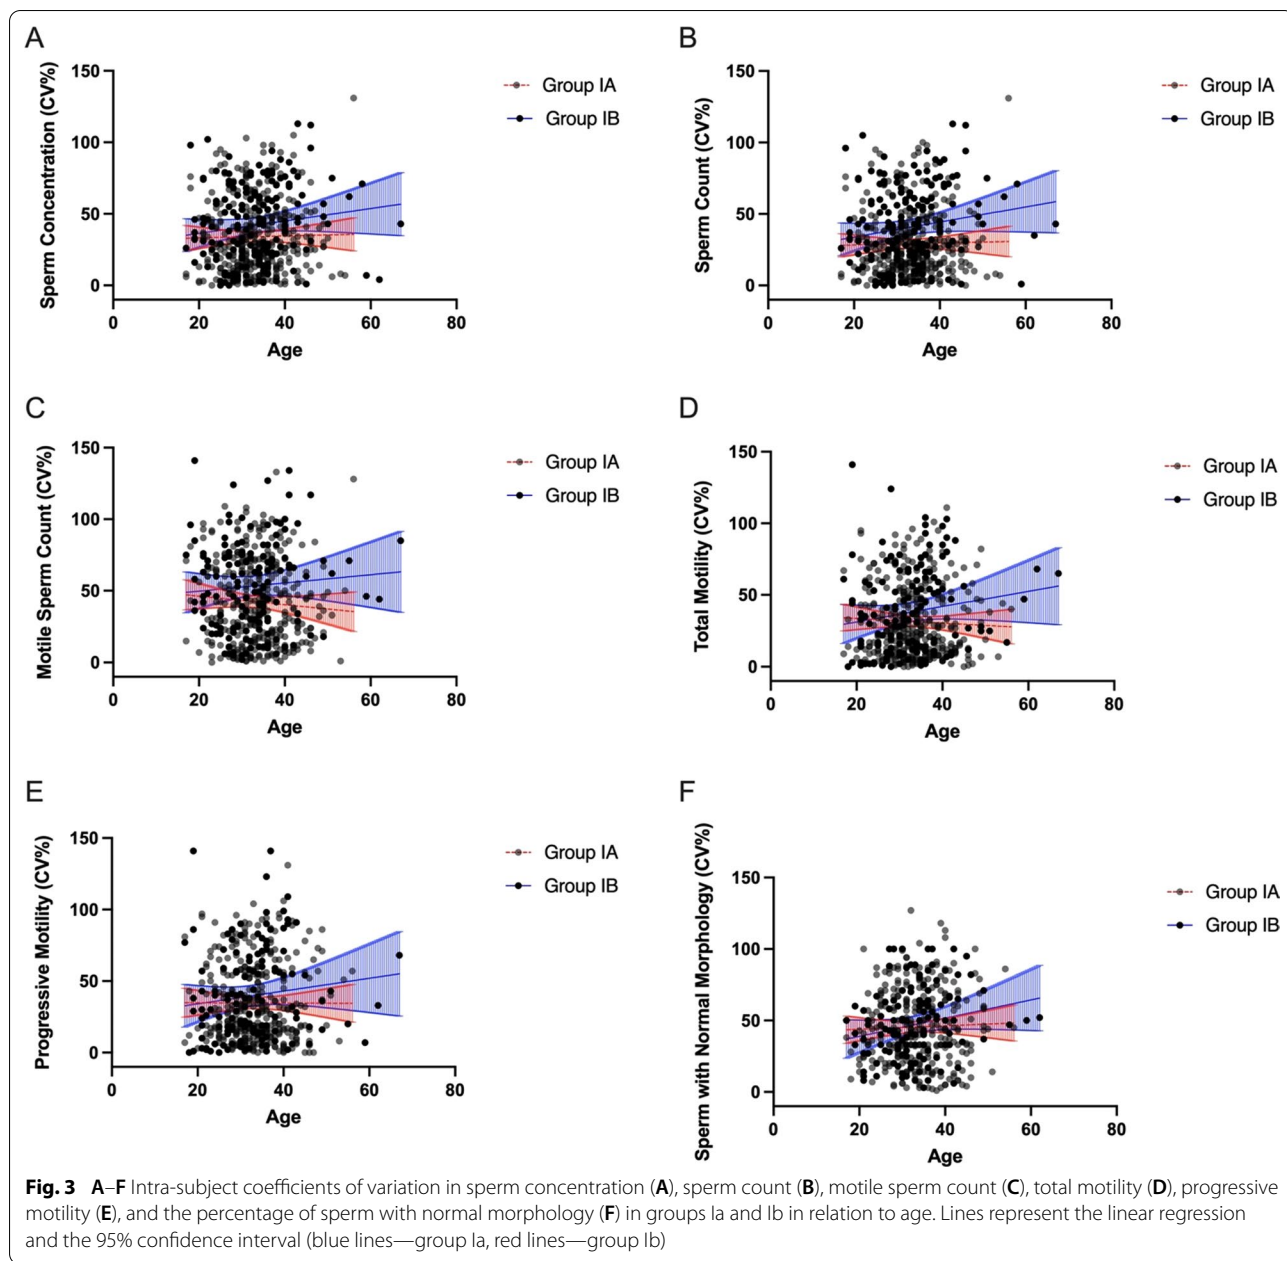 A
Sperm Concentration (CV%)
150
100
50
0
0 20 40 60 80
Age
Group IA
Group IB
B
Sperm Count (CV%)
150
100
50
0
0 20 40 60 80
Age
Group IA
Group IB
C
Motile Sperm Count (CV%)
150
100
50
0
0 20 40 60 80
Age
Group IA
Group IB
D
Total Motility (CV%)
150
100
50
0
0 20 40 60 80
Age
Group IA
Group IB
E
Progressive Motility (CV%)
150
100
50
0
0 20 40 60 80
Age
Group IA
Group IB
F
Sperm with Normal Morphology (CV%)
150
100
50
0
0 20 40 60 80
Age
Group IA
Group IB
Fig. 3 A–F Intra-subject coefficients of variation in sperm concentration (A), sperm count (B), motile sperm count (C), total motility (D), progressive
motility (E), and the percentage of sperm with normal morphology (F) in groups Ia and Ib in relation to age. Lines represent the linear regression
and the 95% confidence interval (blue lines—group Ia, red lines—group Ib)